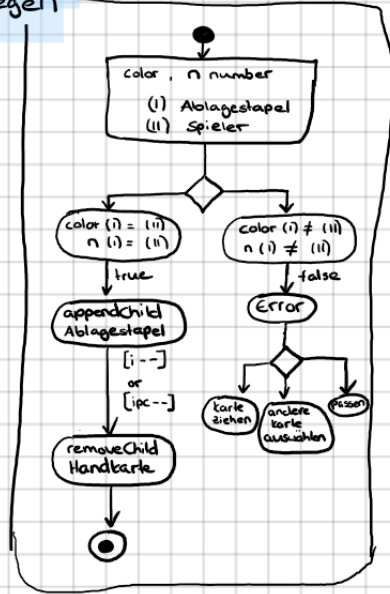 egen
color, n number
(i) Ablagestapel
(ii) Spieler
color (i) = (ii)
n (i) = (ii)
color (i) ≠ (ii)
n (i) ≠ (ii)
true
false
appendChild
Ablagestapel
Error
[i--]
or
[ipc--]
karte
ziehen
andere
karte
auswählen
passen
removeChild
Handkarte